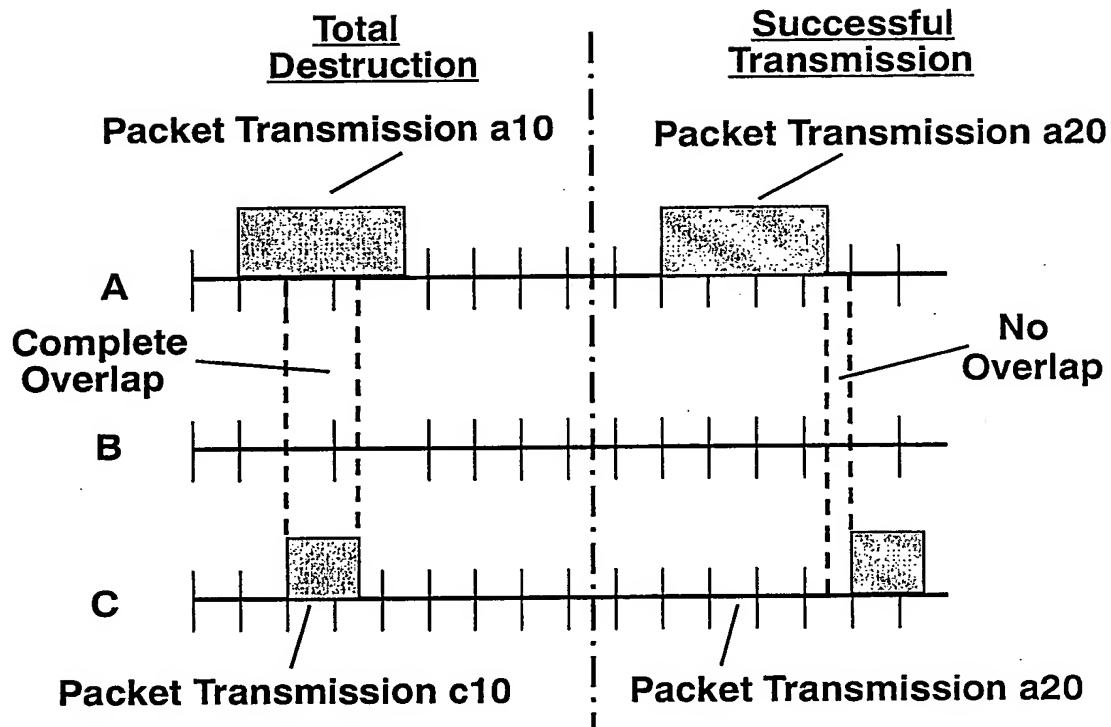 Total
Destruction
Successful
Transmission
Packet Transmission a10
Packet Transmission a20
A
Complete
Overlap
No
Overlap
B
C
Packet Transmission c10
Packet Transmission a20